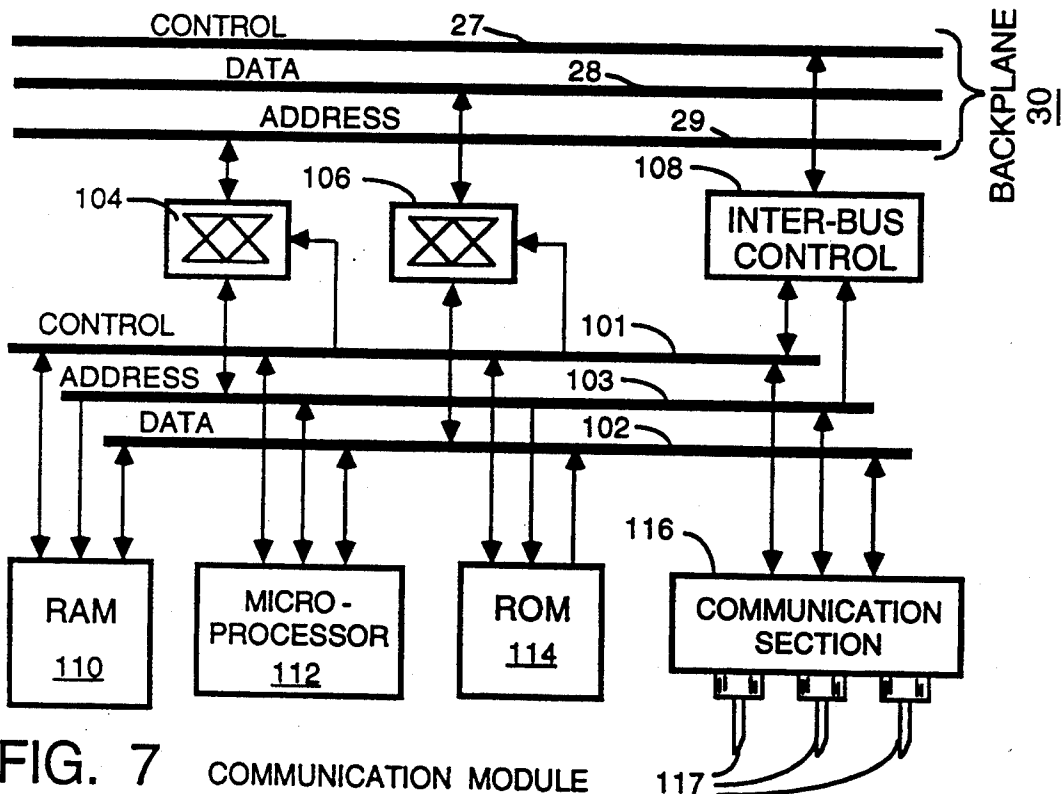 CONTROL 27
DATA 28
ADDRESS 29
BACKPLANE
30
104
106
108
INTER-BUS
CONTROL
CONTROL 101
ADDRESS 103
DATA 102
116
RAM
110
MICRO-
PROCESSOR
112
ROM
114
COMMUNICATION
SECTION
117
FIG. 7 COMMUNICATION MODULE